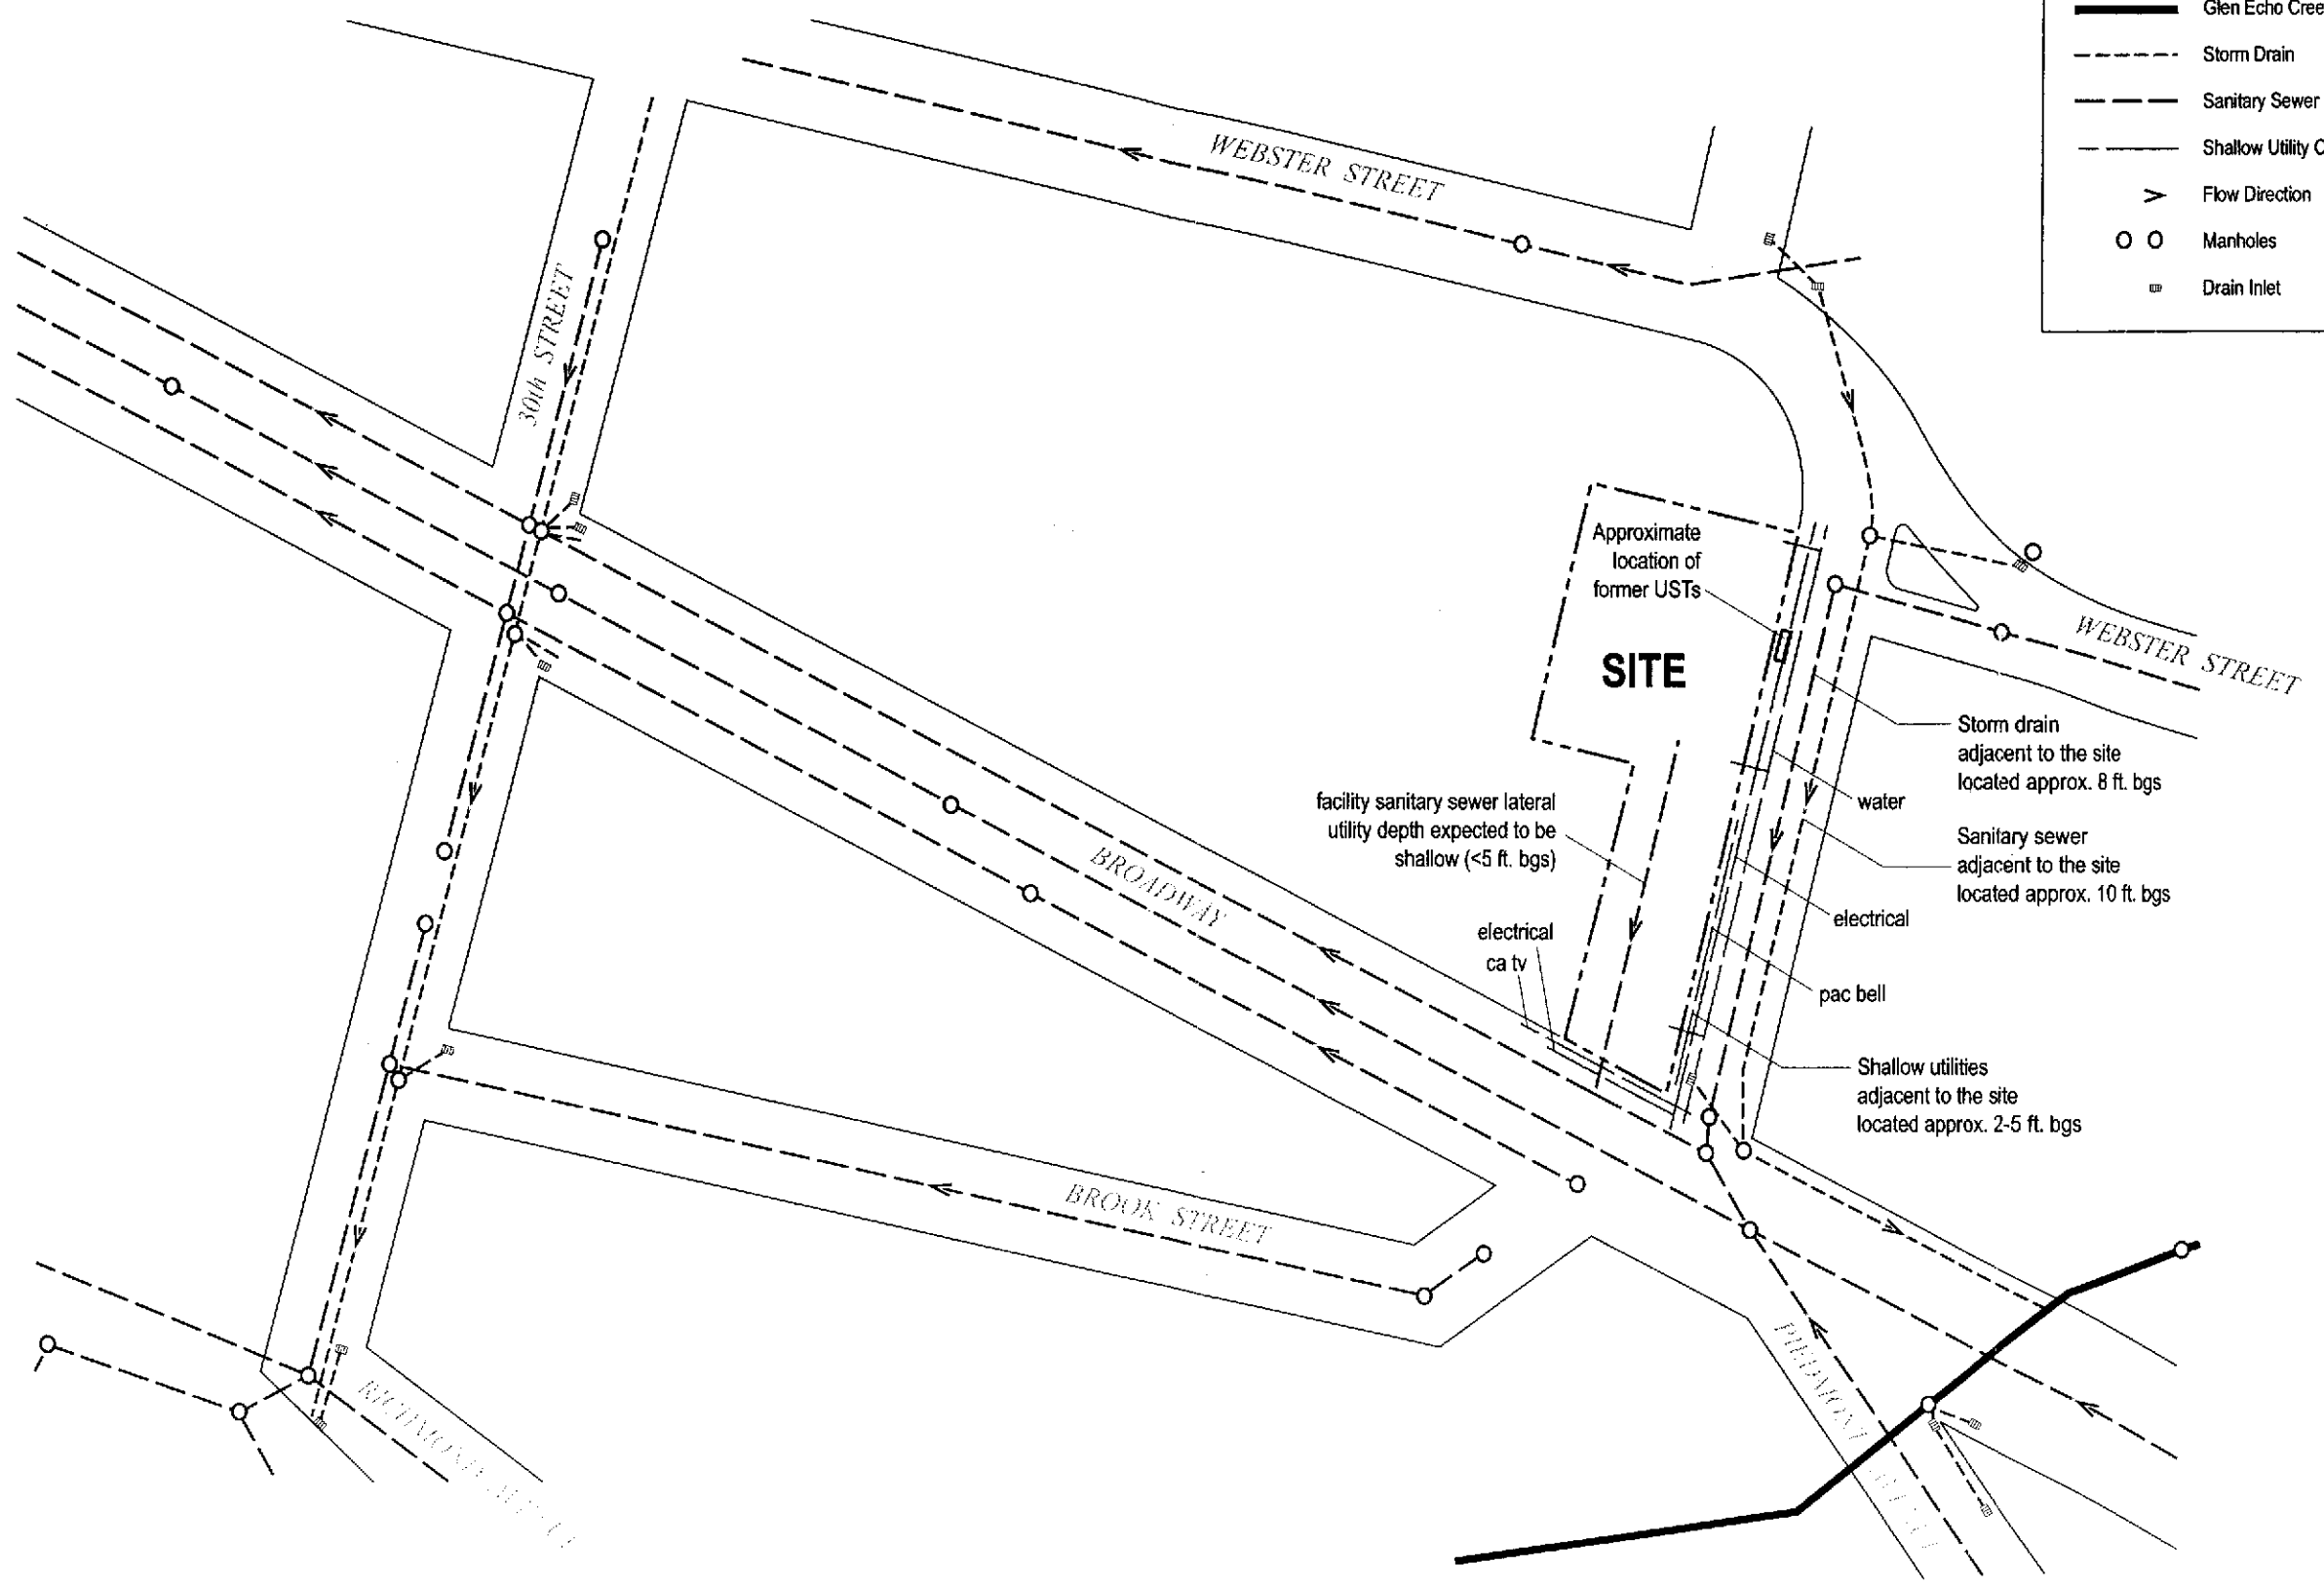 Glen Echo Cree
Storm Drain
Sanitary Sewer
Shallow Utility C
Flow Direction
Manholes
Drain Inlet
WEBSTER STREET
30th STREET
Approximate
location of
former USTs
SITE
WEBSTER STREET
Storm drain
adjacent to the site
located approx. 8 ft. bgs
water
facility sanitary sewer lateral
utility depth expected to be
shallow (<5 ft. bgs)
Sanitary sewer
adjacent to the site
located approx. 10 ft. bgs
BROADWAY
electrical
electrical
ca tv
pac bell
Shallow utilities
adjacent to the site
located approx. 2-5 ft. bgs
BROOK STREET
PIEDMONT
RICHMOND